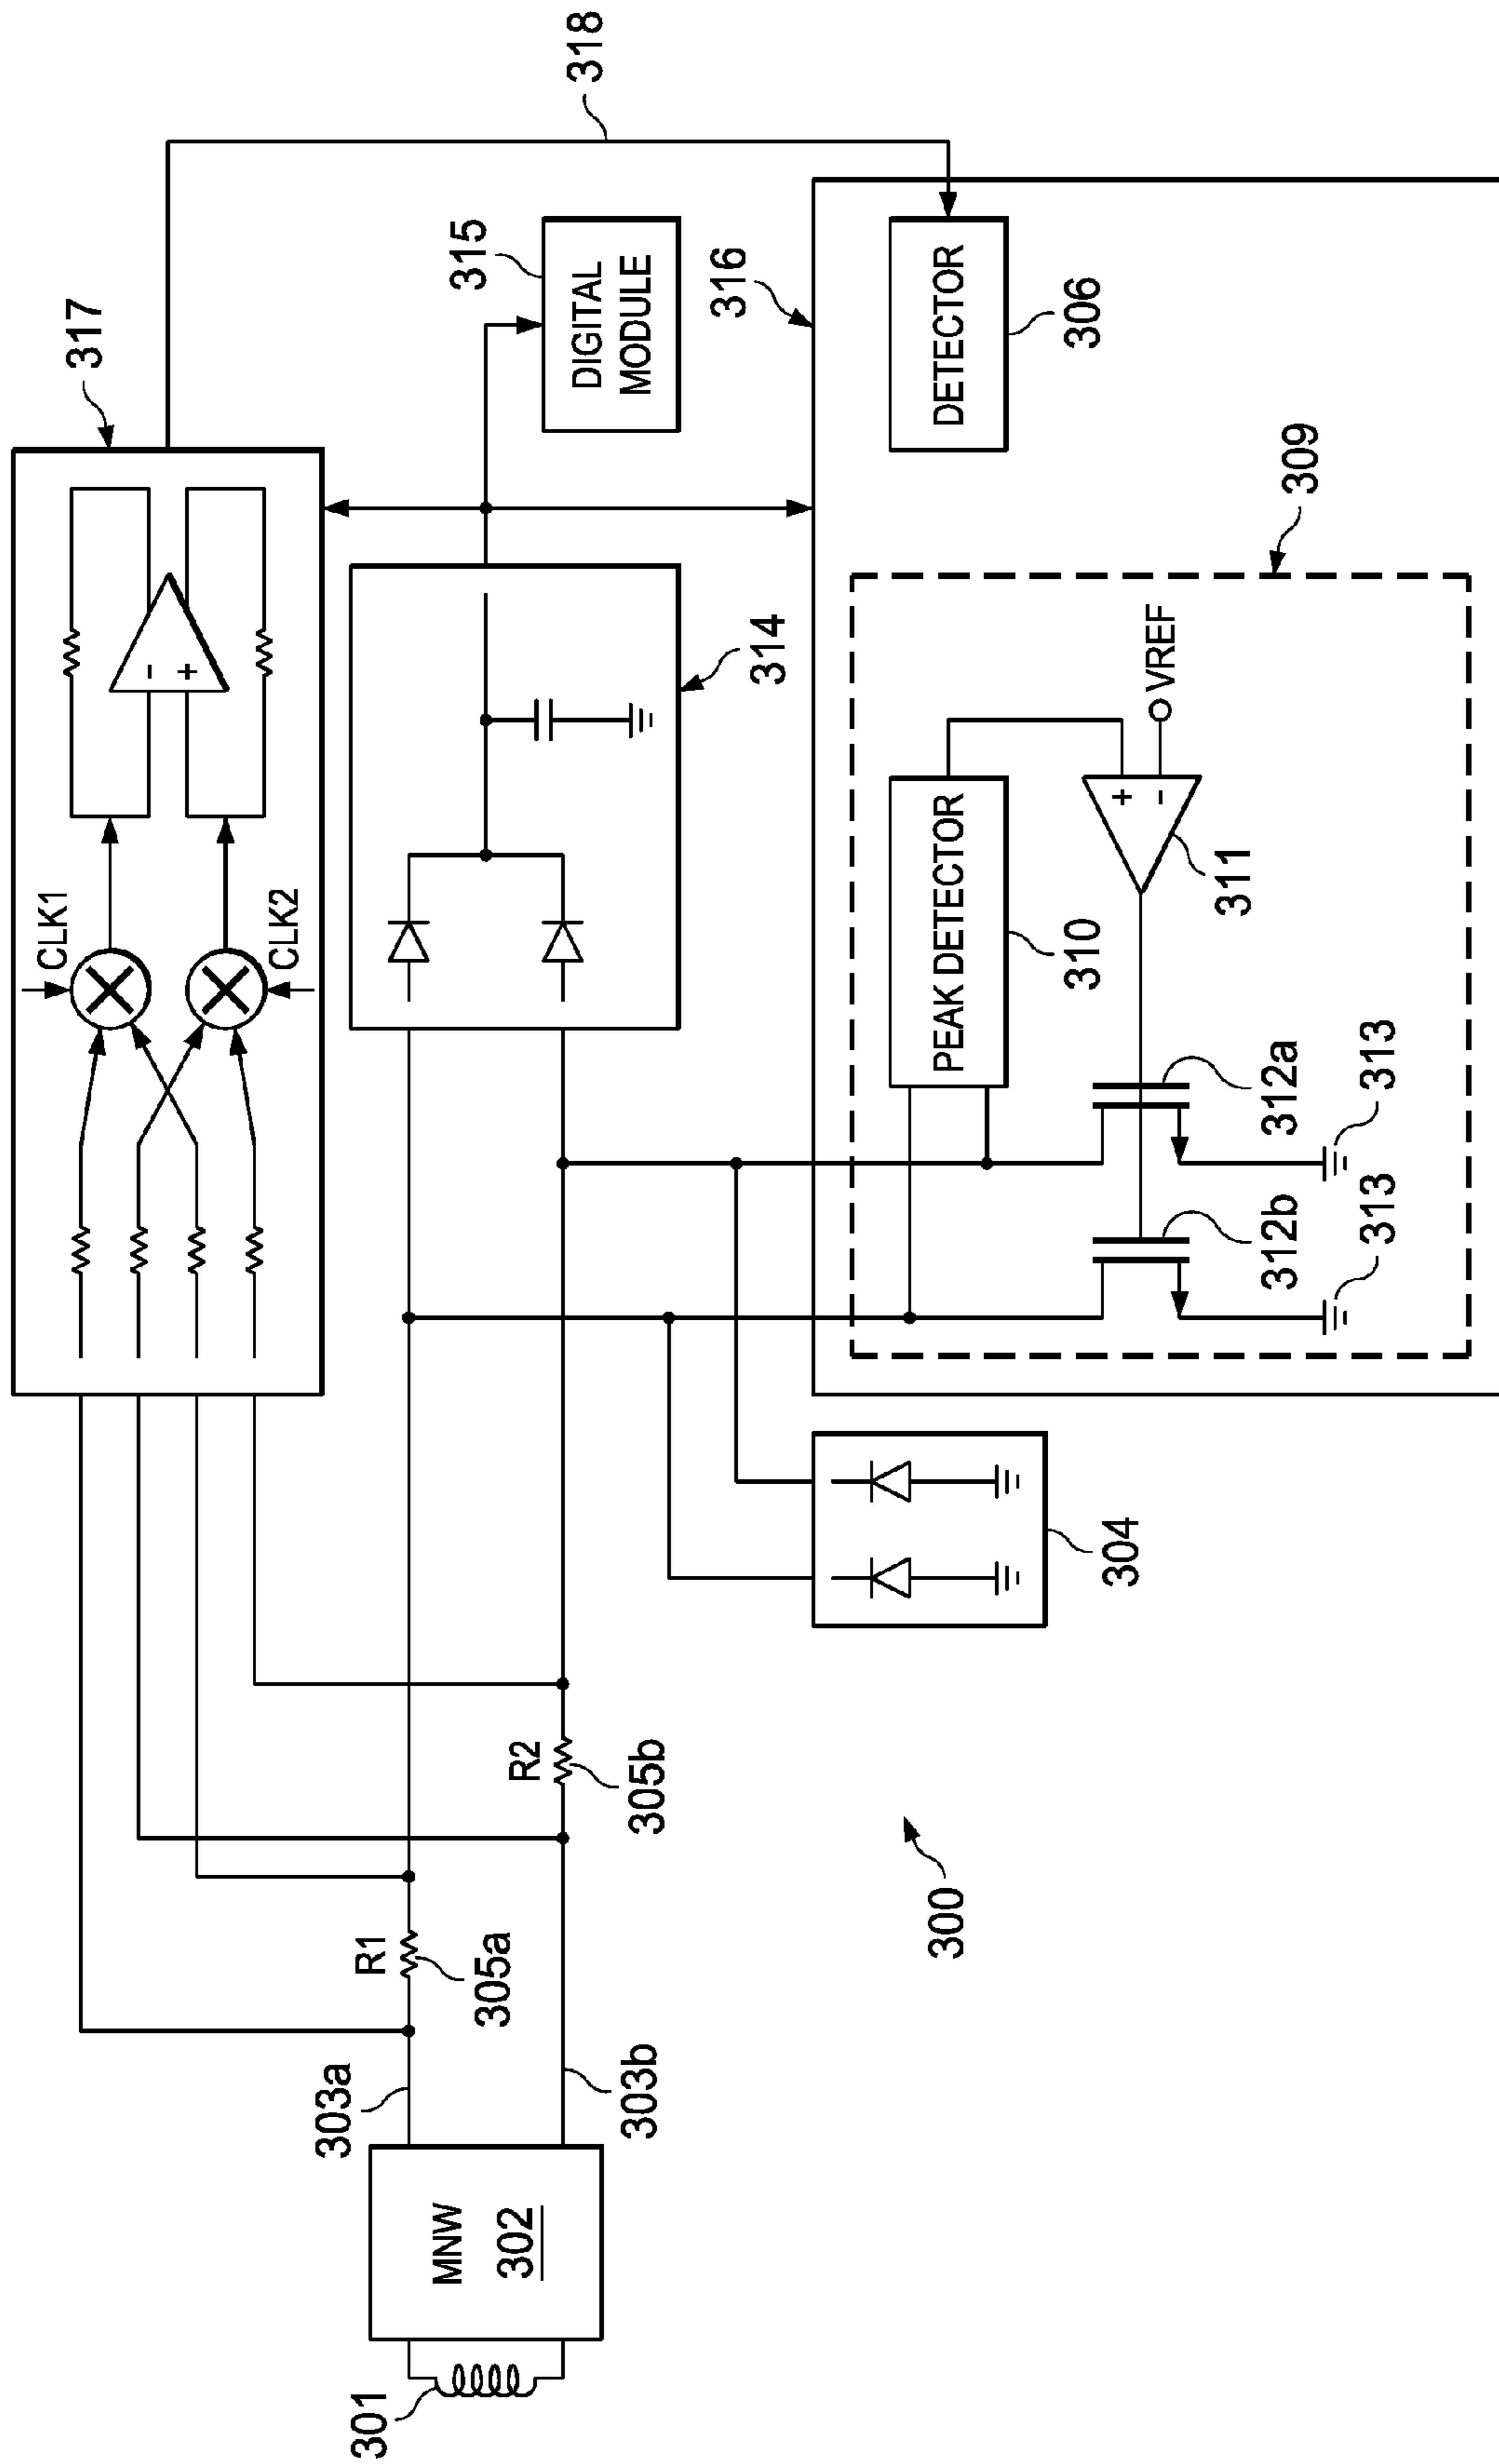 317
CLK1
CLK2
-
+
318
315
DIGITAL
MODULE
314
316
DETECTOR
306
309
PEAK DETECTOR
310
VREF
+
-
311
312a
312b
313
313
304
R1
305a
R2
305b
303a
303b
MNW
302
301
300